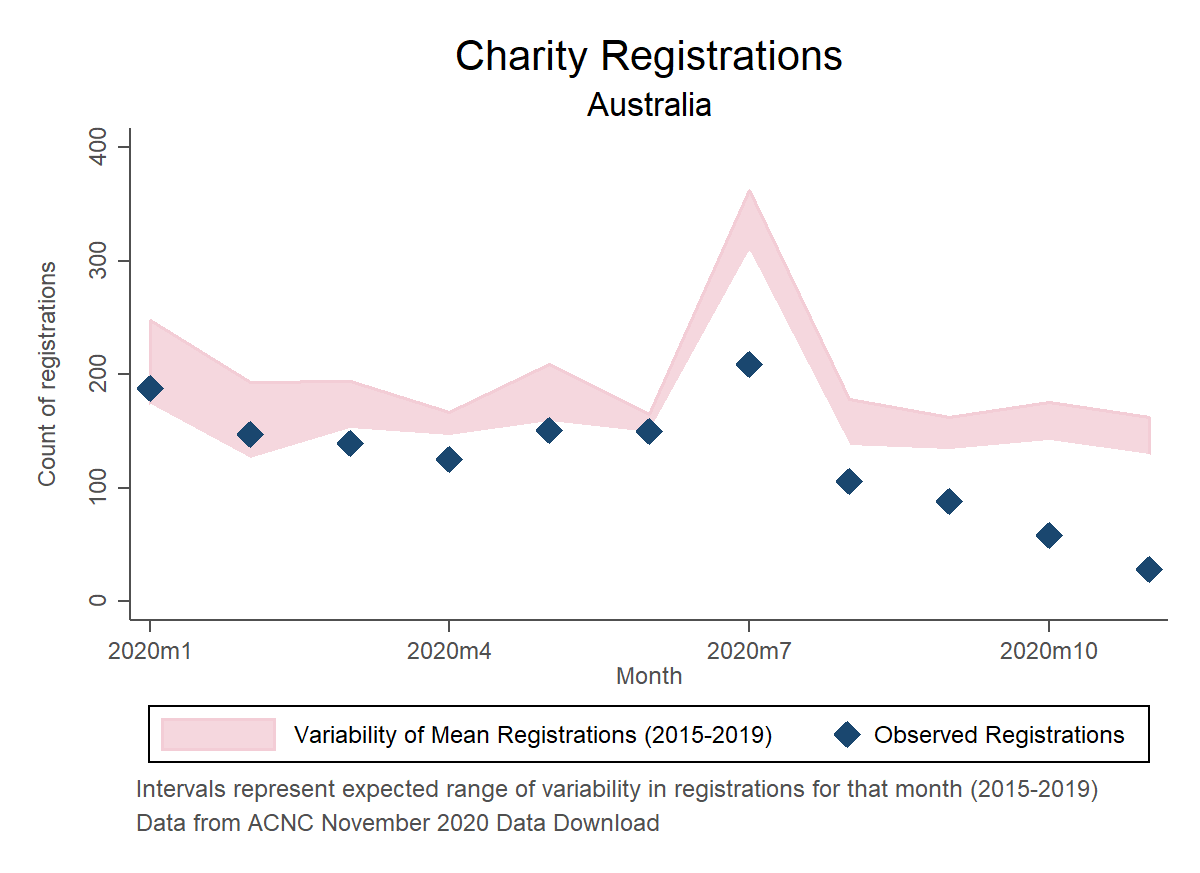 Charity Registrations
Australia
Count of registrations
400
300
200
100
0
2020m1 2020m4 2020m7 2020m10
Month
Variability of Mean Registrations (2015-2019) Observed Registrations
Intervals represent expected range of variability in registrations for that month (2015-2019)
Data from ACNC November 2020 Data Download